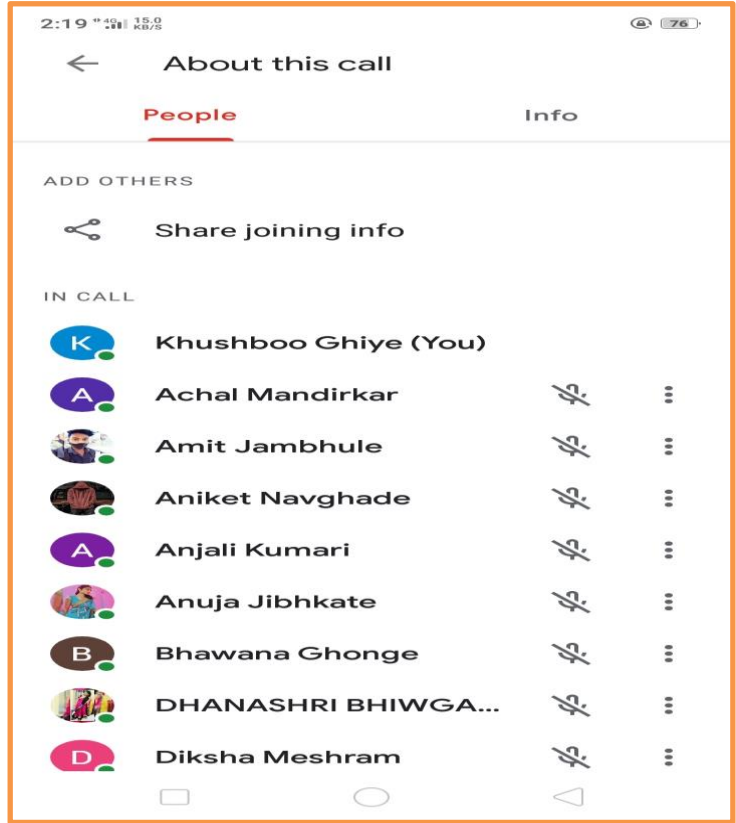 2:19 " 4G 15.0 KB/S 76
About this call
People Info
ADD OTHERS
Share joining info
IN CALL
K Khushboo Ghiye (You)
A Achal Mandirkar
Amit Jambhule
Aniket Navghade
A Anjali Kumari
Anuja Jibhkate
B Bhawana Ghonge
DHANASHRI BHIWGA...
D Diksha Meshram